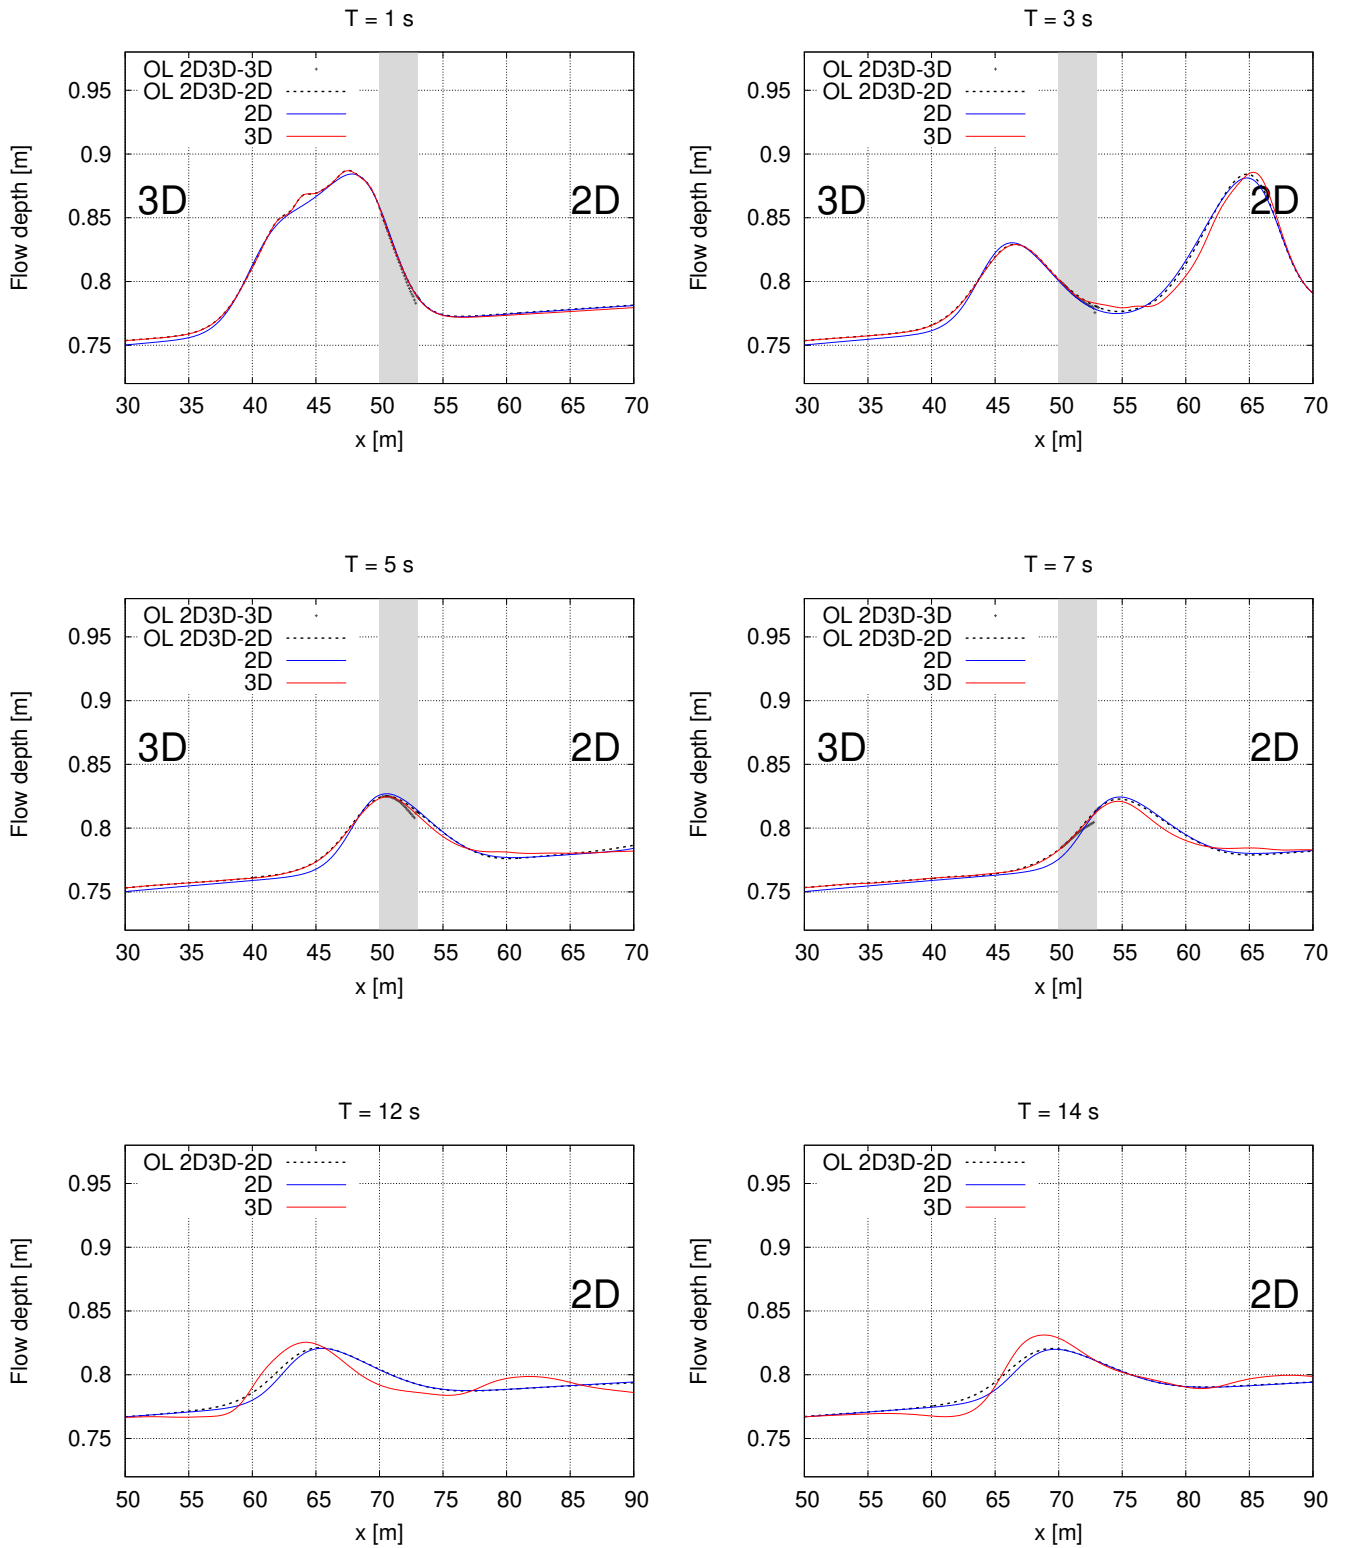 T = 1 s
OL 2D3D-3D
OL 2D3D-2D
2D
3D
0.95
0.9
0.85
0.8
0.75
Flow depth [m]
3D
2D
30 35 40 45 50 55 60 65 70
x [m]
T = 3 s
OL 2D3D-3D
OL 2D3D-2D
2D
3D
0.95
0.9
0.85
0.8
0.75
Flow depth [m]
3D
2D
30 35 40 45 50 55 60 65 70
x [m]
T = 5 s
OL 2D3D-3D
OL 2D3D-2D
2D
3D
0.95
0.9
0.85
0.8
0.75
Flow depth [m]
3D
2D
30 35 40 45 50 55 60 65 70
x [m]
T = 7 s
OL 2D3D-3D
OL 2D3D-2D
2D
3D
0.95
0.9
0.85
0.8
0.75
Flow depth [m]
3D
2D
30 35 40 45 50 55 60 65 70
x [m]
T = 12 s
OL 2D3D-2D
2D
3D
0.95
0.9
0.85
0.8
0.75
Flow depth [m]
2D
50 55 60 65 70 75 80 85 90
x [m]
T = 14 s
OL 2D3D-2D
2D
3D
0.95
0.9
0.85
0.8
0.75
Flow depth [m]
2D
50 55 60 65 70 75 80 85 90
x [m]